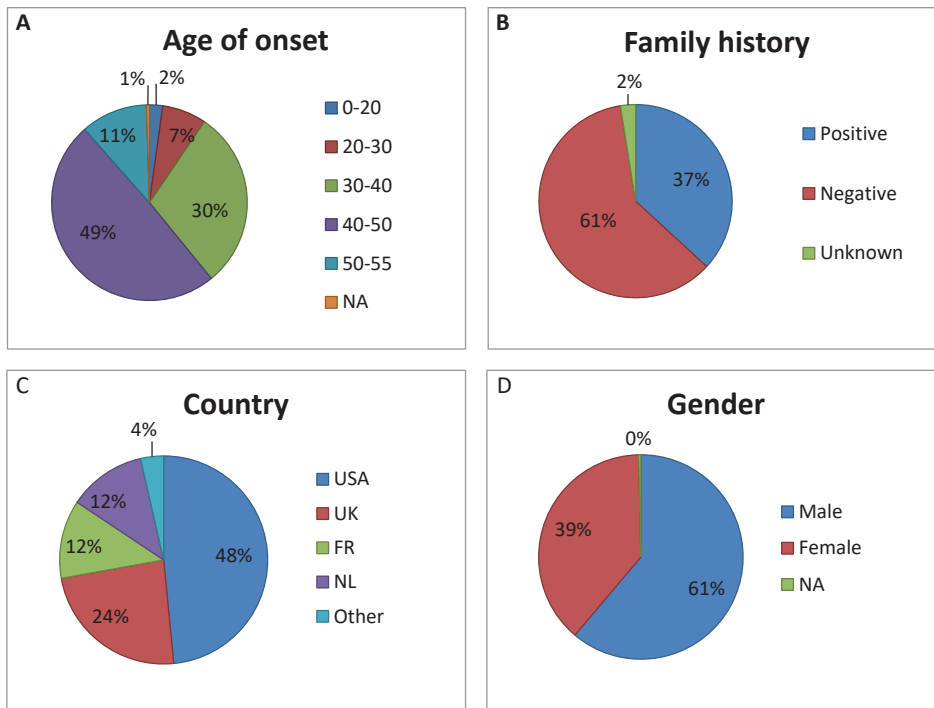 A
Age of onset
1%
2%
7%
30%
49%
11%
0-20
20-30
30-40
40-50
50-55
NA
B
Family history
2%
37%
61%
Positive
Negative
Unknown
C
Country
4%
48%
24%
12%
12%
USA
UK
FR
NL
Other
D
Gender
0%
39%
61%
Male
Female
NA